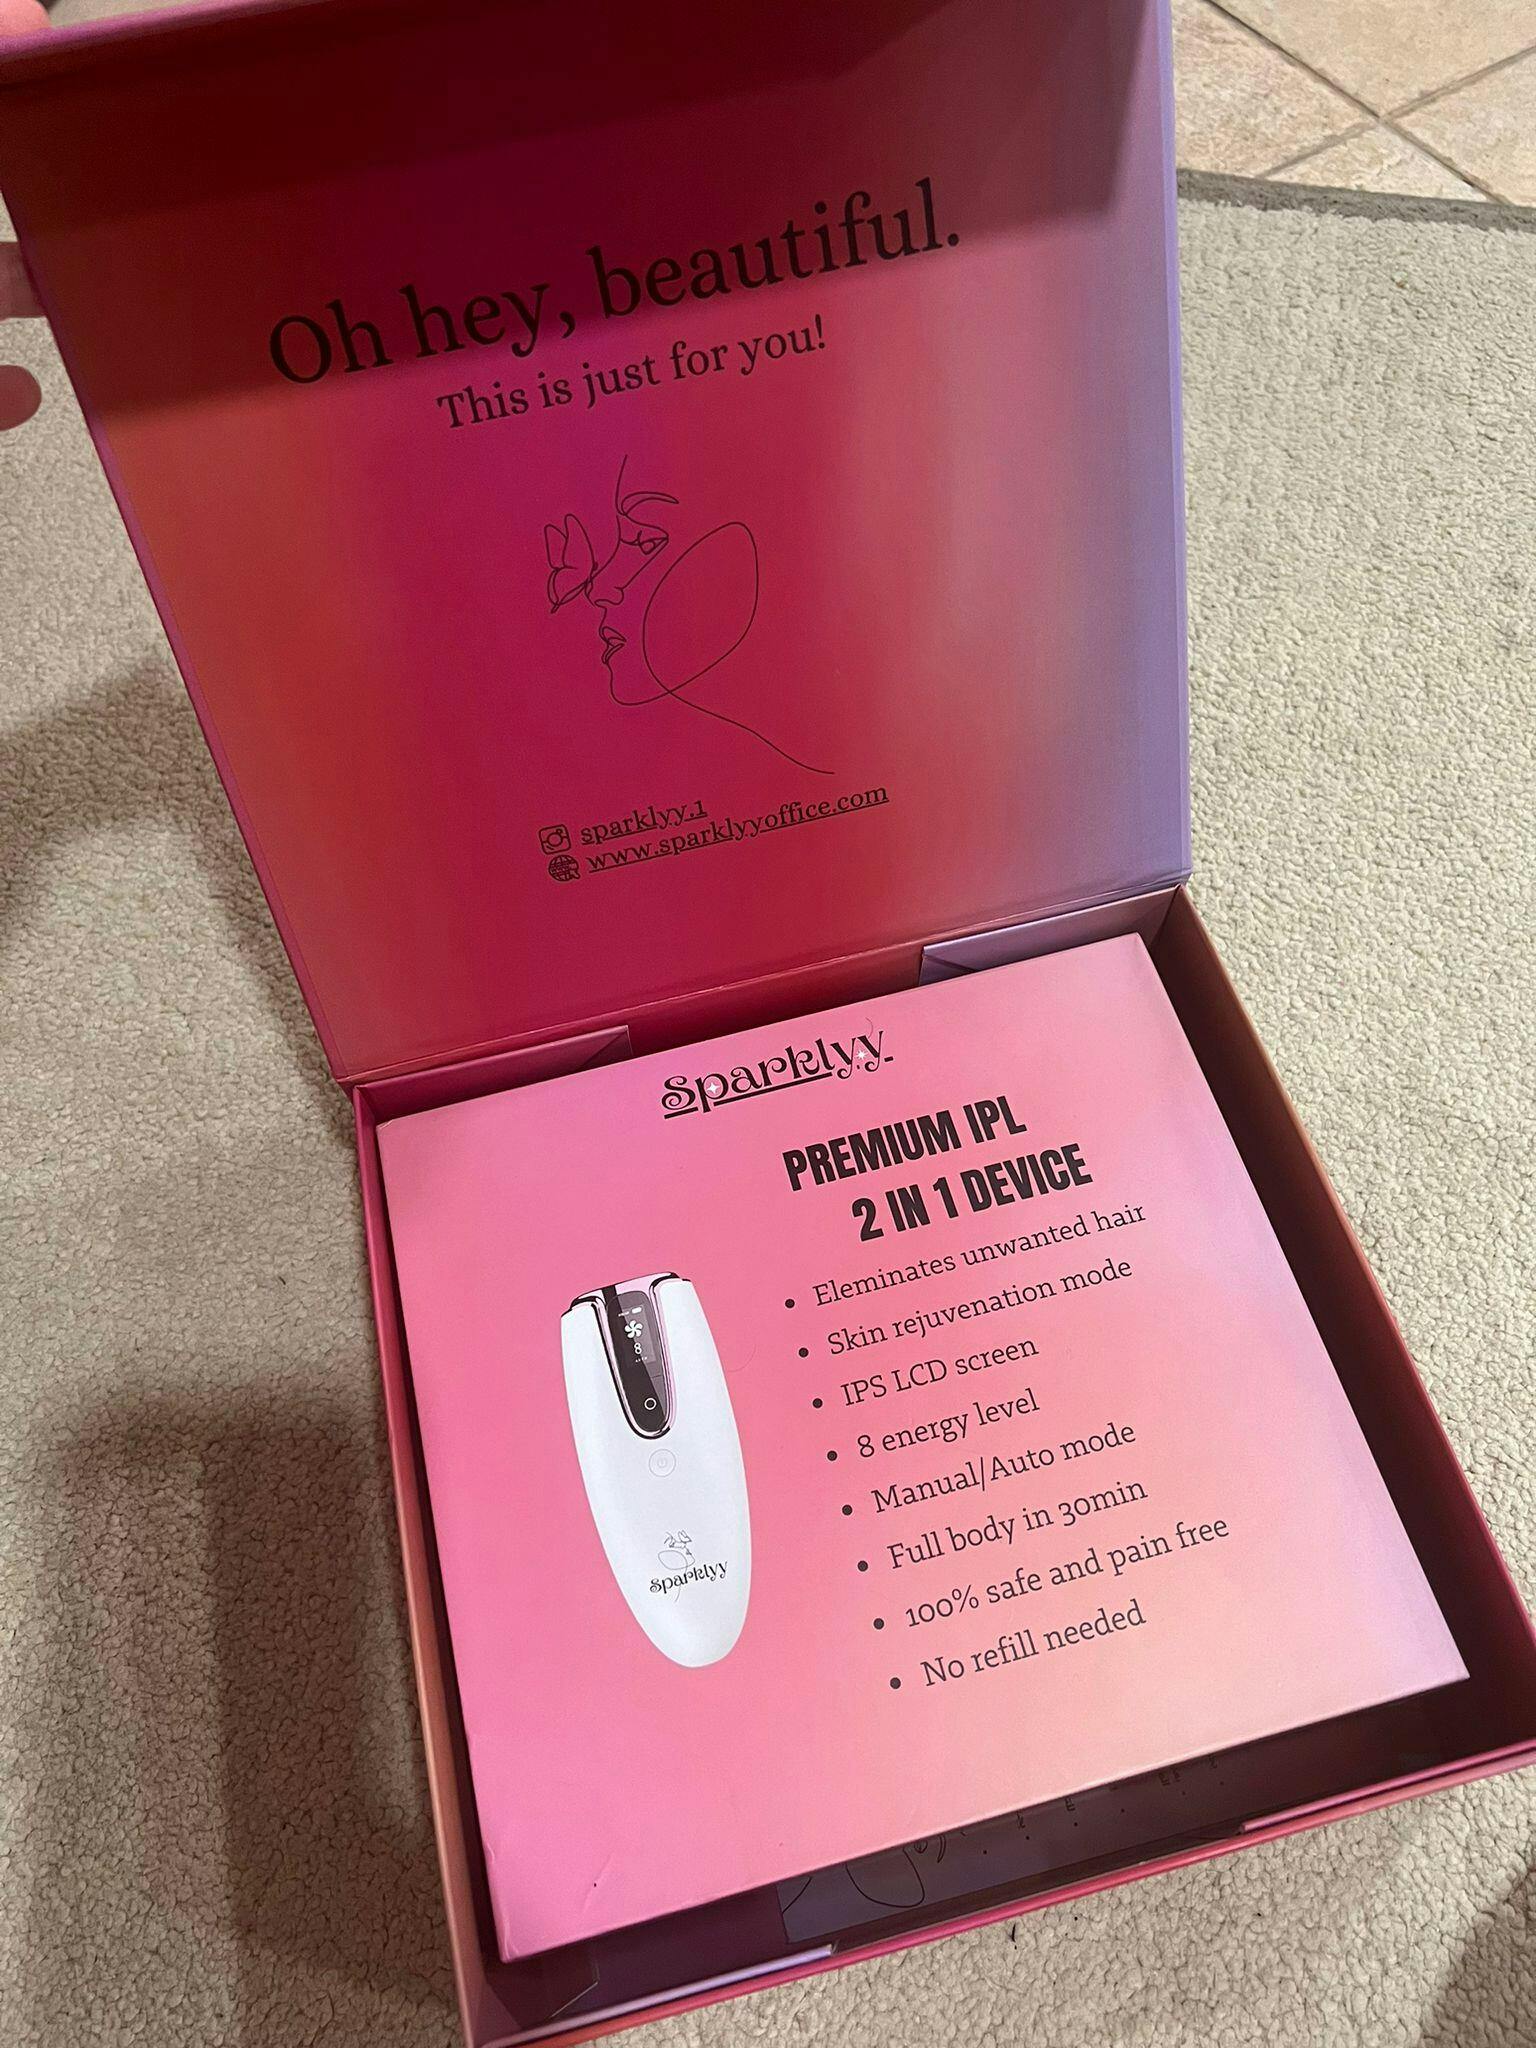 Oh hey, beautiful.
This is just for you!
sparklyy.1
www.sparklyyoffice.com
Sparklyy
PREMIUM IPL
2 IN 1 DEVICE
• Eleminates unwanted hair
• Skin rejuvenation mode
• IPS LCD screen
• 8 energy level
• Manual/Auto mode
• Full body in 30min
• 100% safe and pain free
• No refill needed
8
Sparklyy